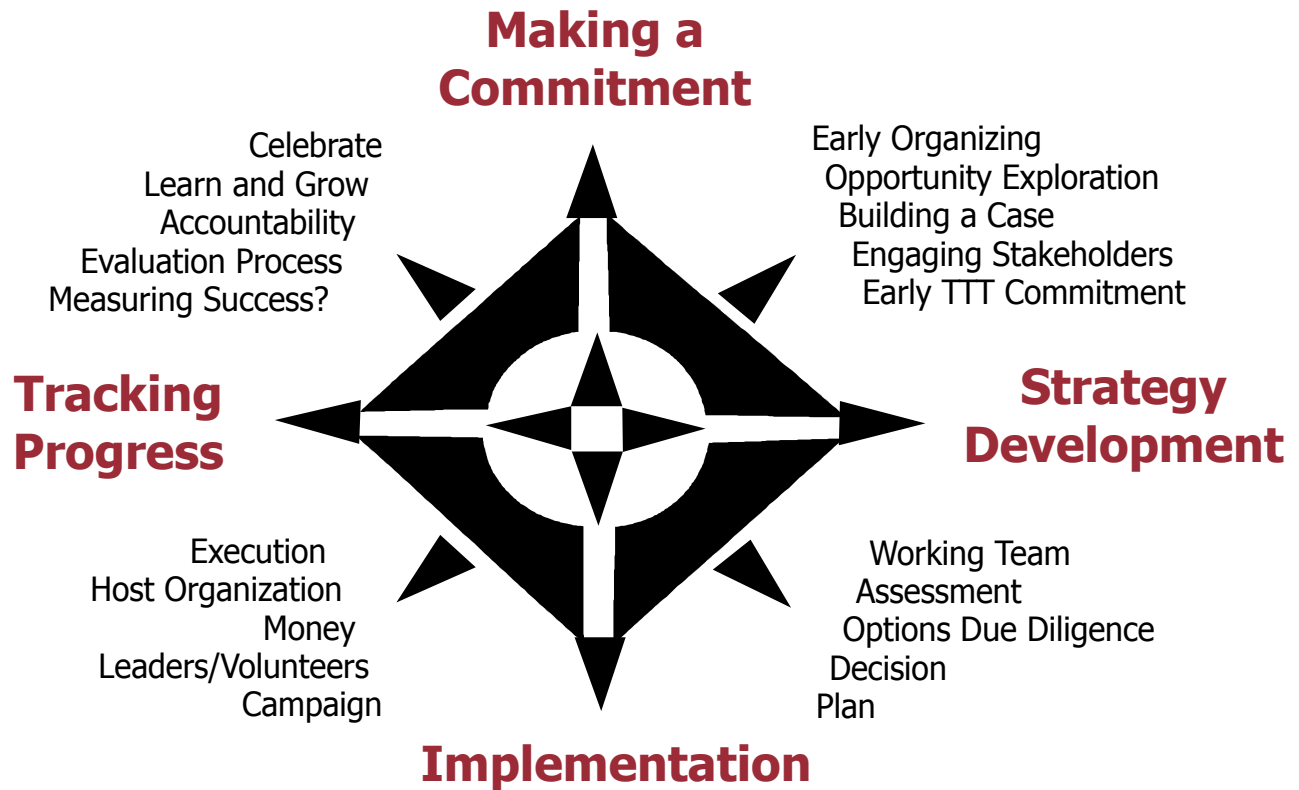 Making a
Commitment
Celebrate
Learn and Grow
Accountability
Evaluation Process
Measuring Success?
Early Organizing
Opportunity Exploration
Building a Case
Engaging Stakeholders
Early TTT Commitment
Tracking
Progress
Strategy
Development
Execution
Host Organization
Money
Leaders/Volunteers
Campaign
Working Team
Assessment
Options Due Diligence
Decision
Plan
Implementation